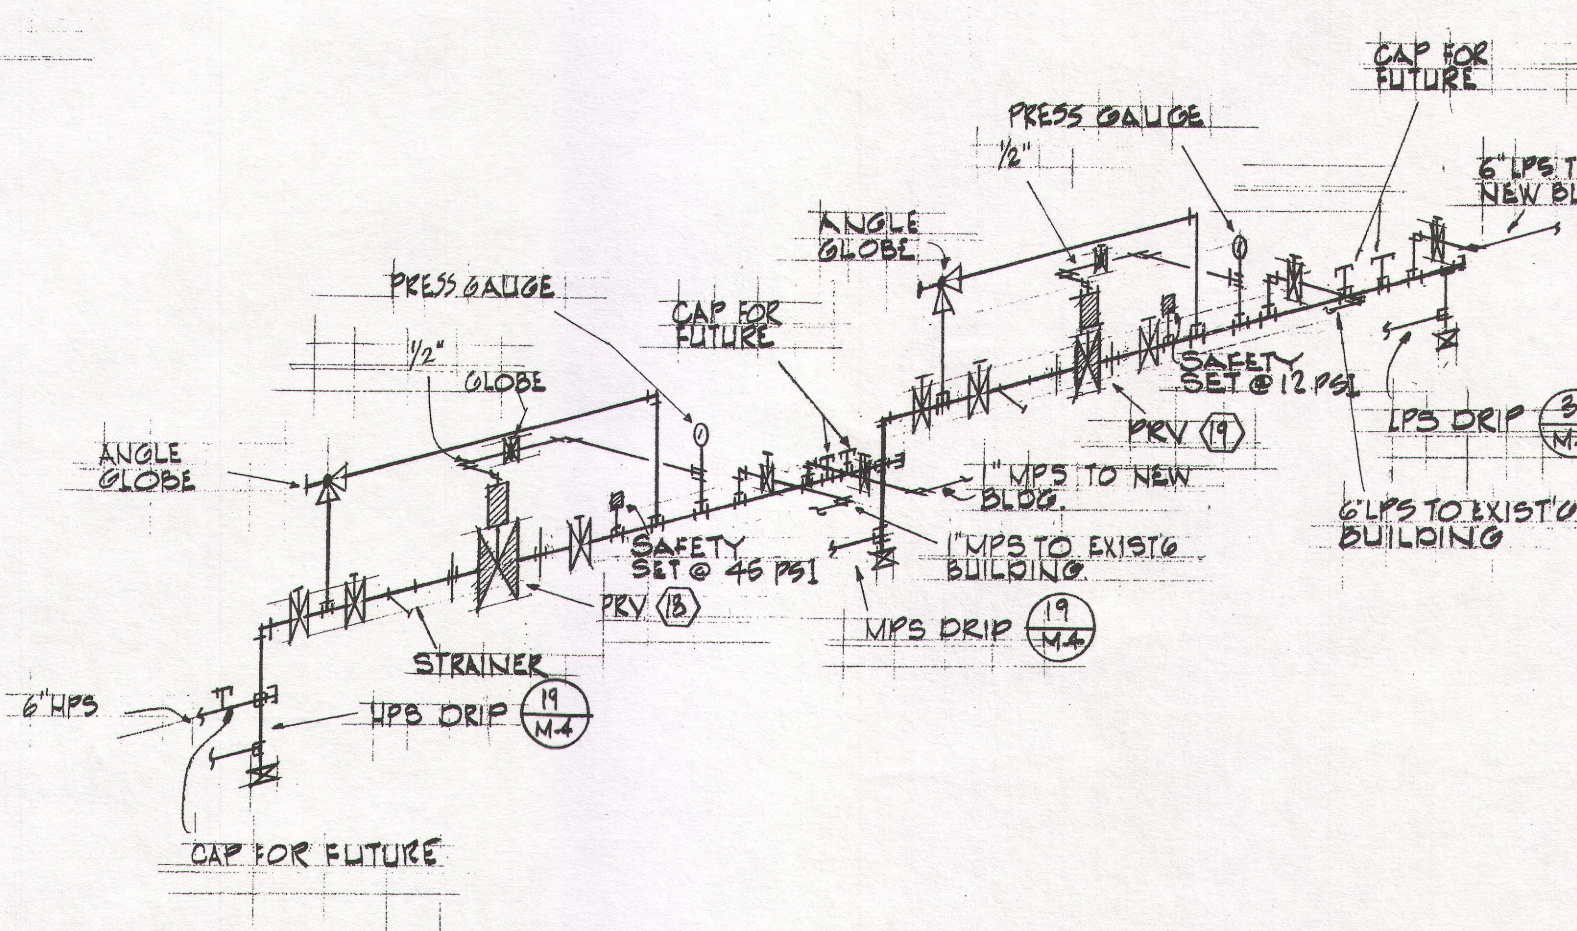 CAP FOR
FUTURE
PRESS GAUGE
1/2"
6" LPS T
NEW BL
ANGLE
GLOBE
PRESS GAUGE
CAP FOR
FUTURE
1/2"
GLOBE
SAFETY
SET @ 12 PSI
LPS DRIP
3
M-
PRV 19
ANGLE
GLOBE
1" MPS TO NEW
BLDG.
6" LPS TO EXIST'G
BUILDING
SAFETY
SET @ 45 PSI
1" MPS TO EXIST'G
BUILDING.
PRV 18
MPS DRIP
19
M-4
STRAINER
6" HPS
HPS DRIP
19
M-4
CAP FOR FUTURE